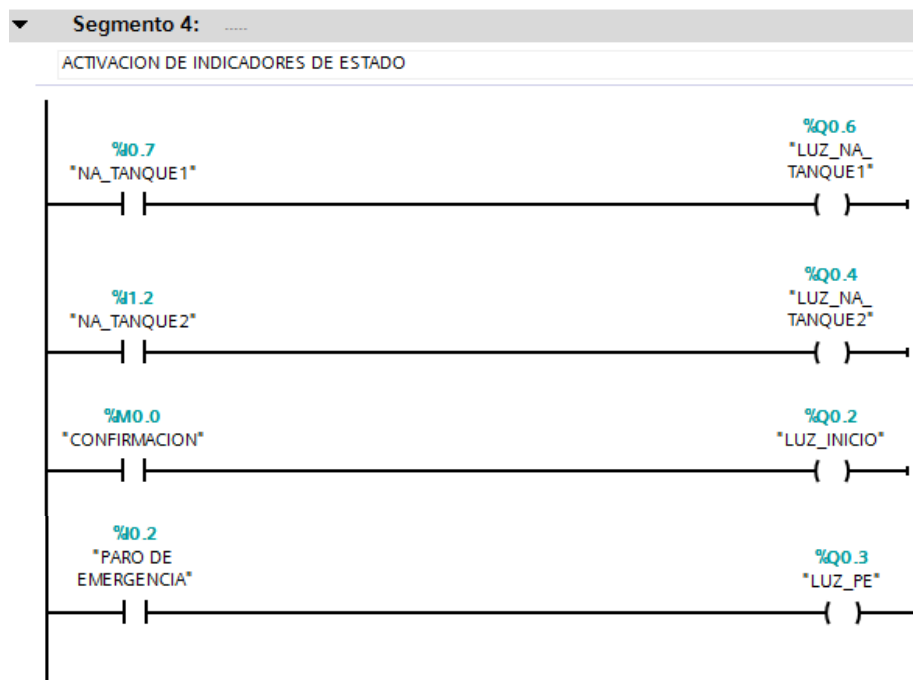 Segmento 4: .....
ACTIVACION DE INDICADORES DE ESTADO
%I0.7
"NA_TANQUE1"
%Q0.6
"LUZ_NA_
TANQUE1"
%I1.2
"NA_TANQUE2"
%Q0.4
"LUZ_NA_
TANQUE2"
%M0.0
"CONFIRMACION"
%Q0.2
"LUZ_INICIO"
%I0.2
"PARO DE
EMERGENCIA"
%Q0.3
"LUZ_PE"